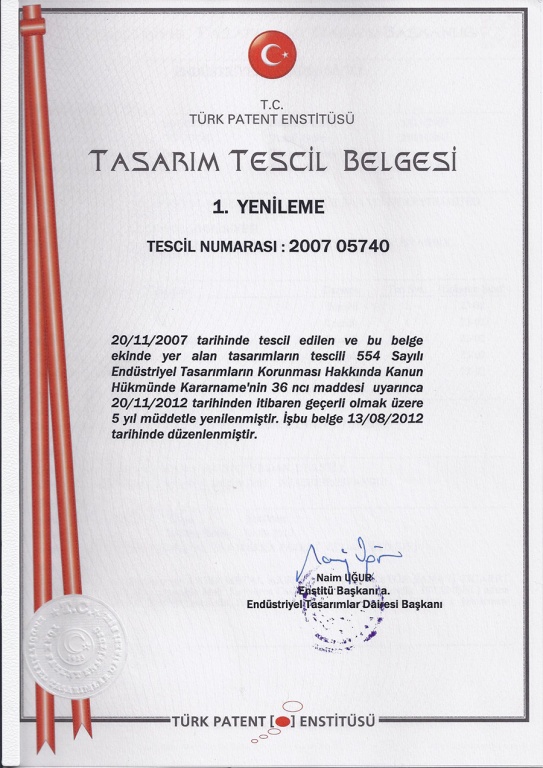 T.C.
TÜRK PATENT ENSTİTÜSÜ
TASARIM TESCİL BELGESİ
1. YENİLEME
TESCİL NUMARASI : 2007 05740
20/11/2007 tarihinde tescil edilen ve bu belge
ekinde yer alan tasarımların tescili 554 Sayılı
Endüstriyel Tasarımların Korunması Hakkında Kanun
Hükmünde Kararname'nin 36 ncı maddesi uyarınca
20/11/2012 tarihinden itibaren geçerli olmak üzere
5 yıl müddetle yenilenmiştir. İşbu belge 13/08/2012
tarihinde düzenlenmiştir.
Naim UĞUR
Enstitü Başkanı a.
Endüstriyel Tasarımlar Dairesi Başkanı
TÜRK PATENT [ ] ENSTİTÜSÜ